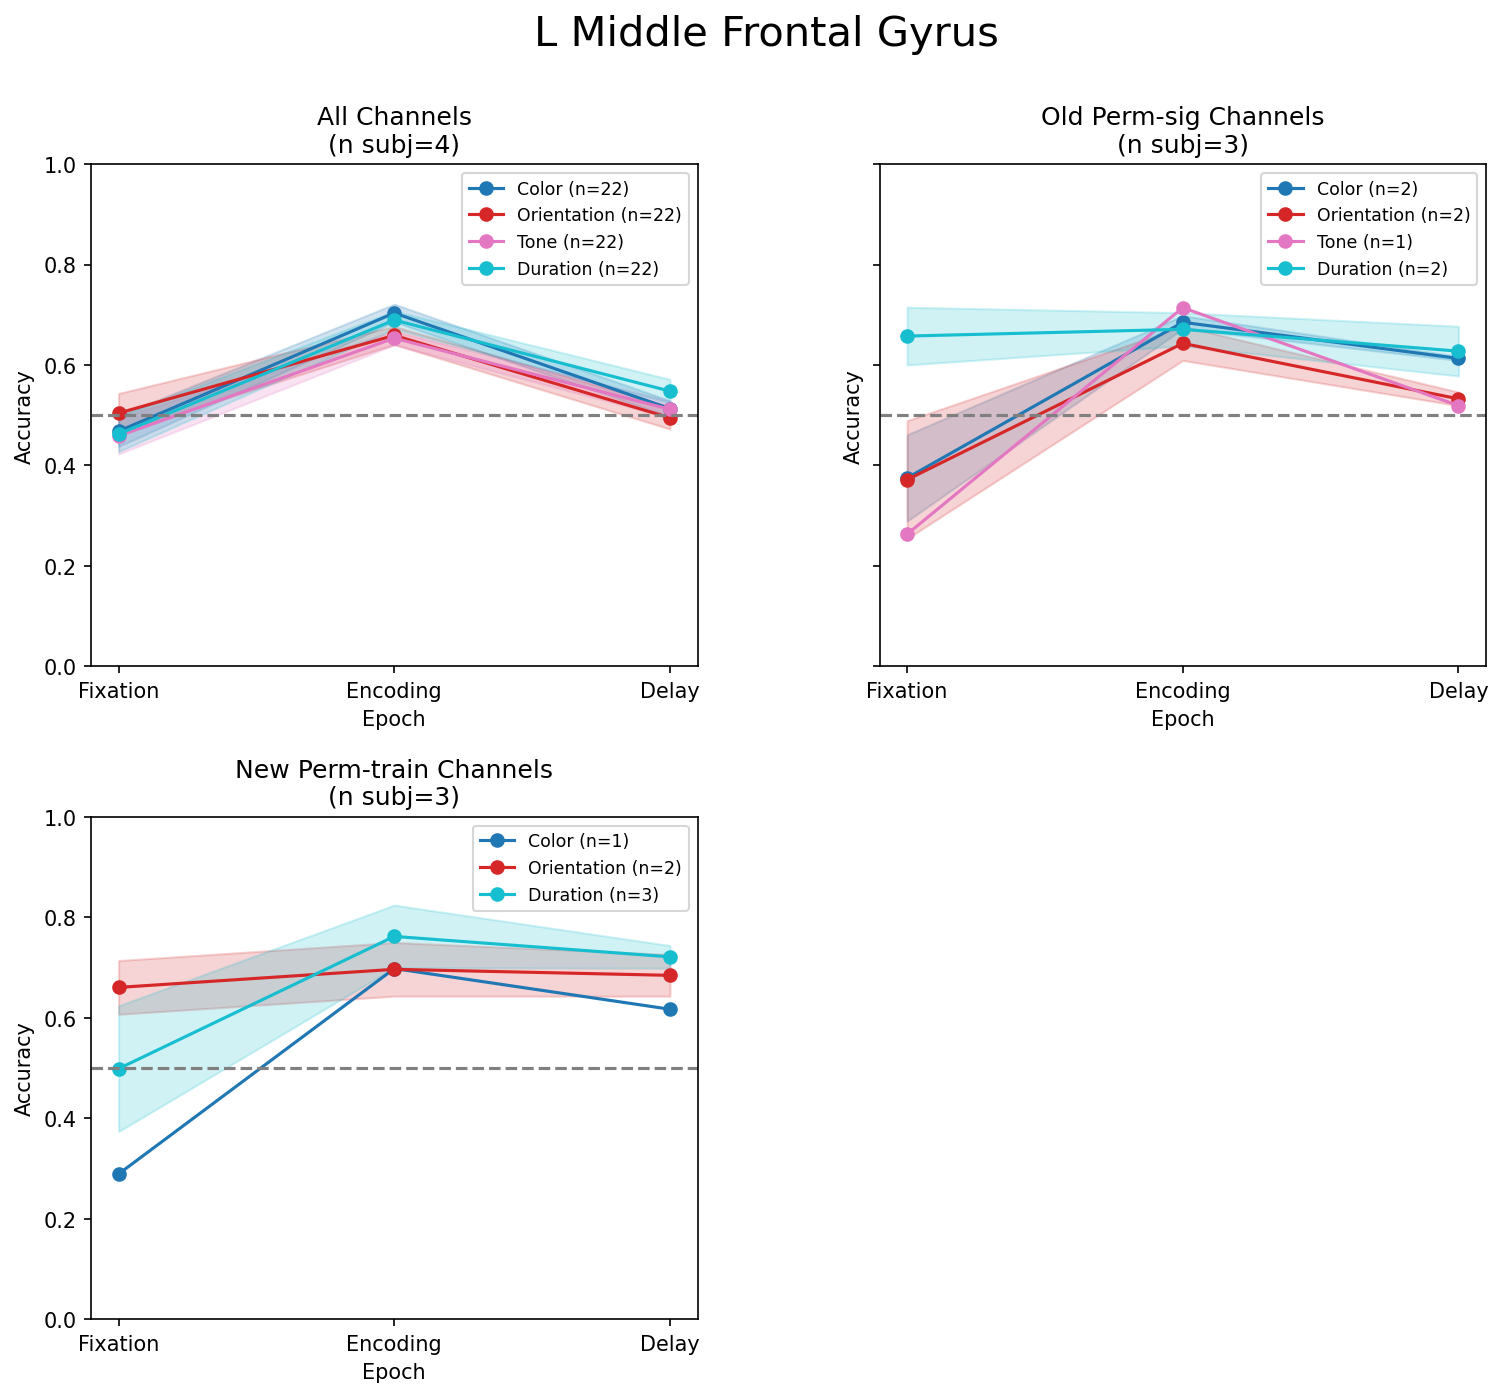 L Middle Frontal Gyrus
All Channels
(n subj=4)
1.0
0.8
0.6
0.4
0.2
0.0
Accuracy
Color (n=22)
Orientation (n=22)
Tone (n=22)
Duration (n=22)
Fixation
Encoding
Delay
Epoch
Old Perm-sig Channels
(n subj=3)
Accuracy
Color (n=2)
Orientation (n=2)
Tone (n=1)
Duration (n=2)
Fixation
Encoding
Delay
Epoch
New Perm-train Channels
(n subj=3)
1.0
0.8
0.6
0.4
0.2
0.0
Accuracy
Color (n=1)
Orientation (n=2)
Duration (n=3)
Fixation
Encoding
Delay
Epoch